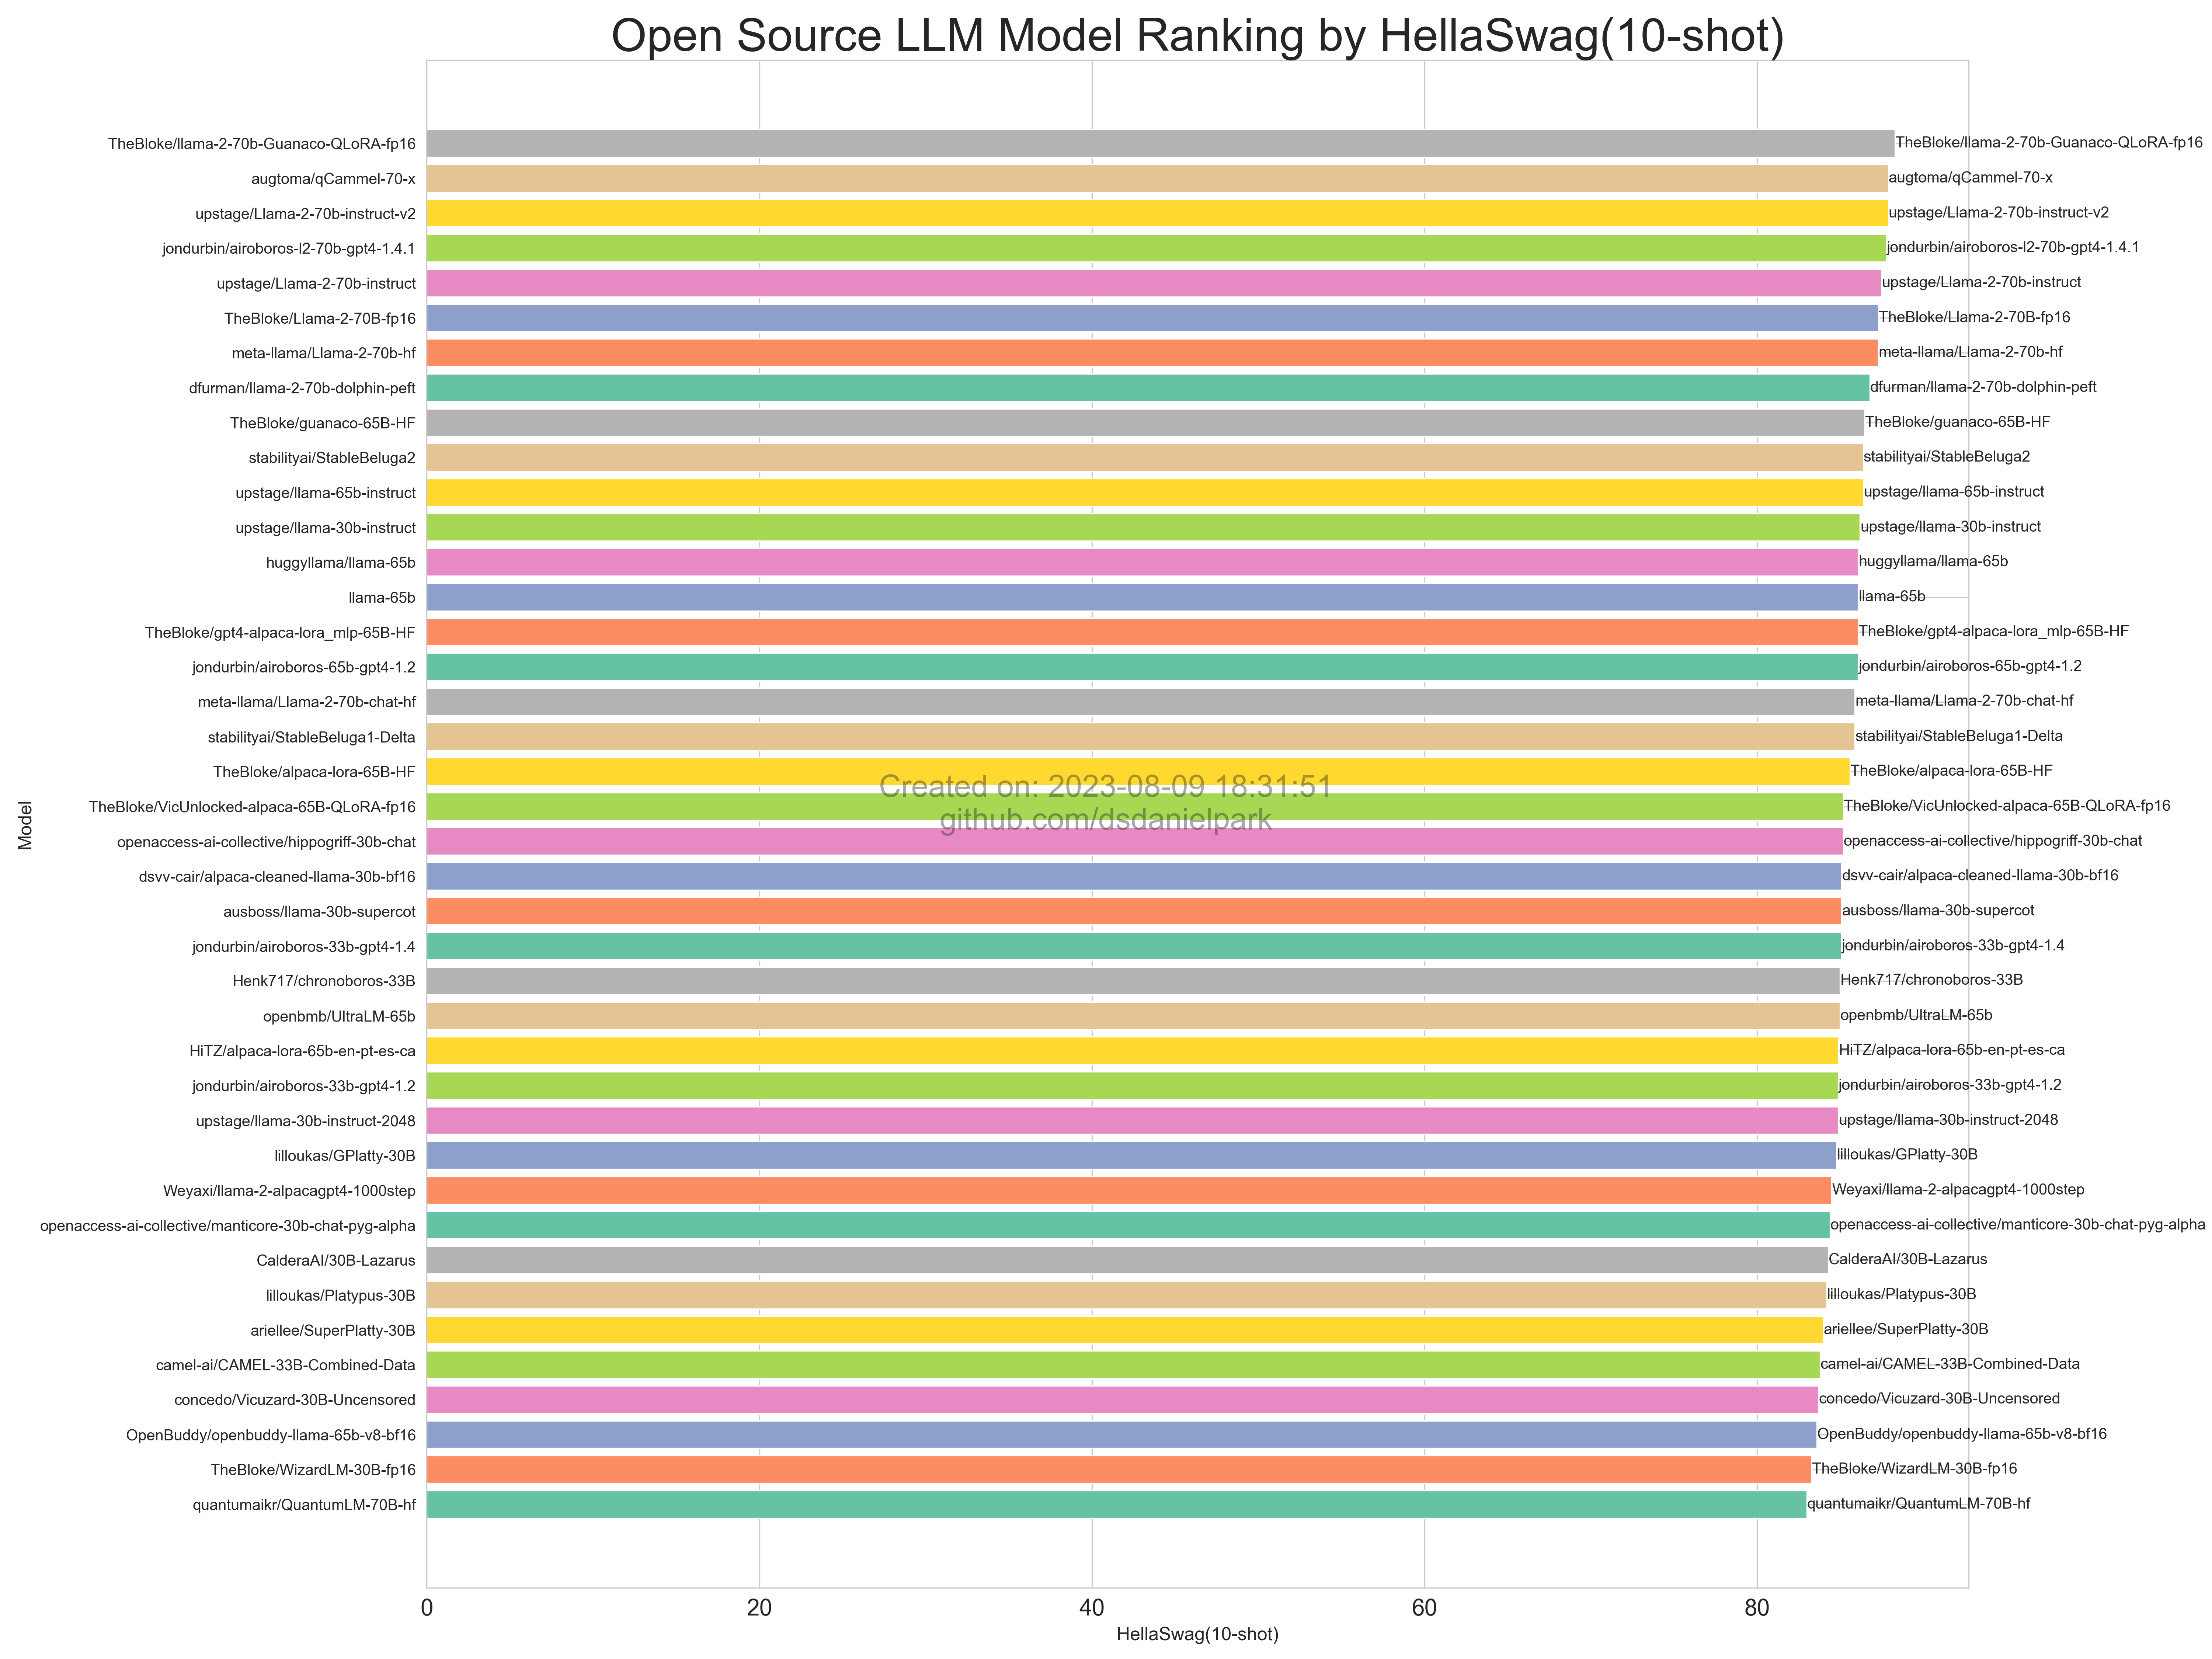 Open Source LLM Model Ranking by HellaSwag(10-shot)
TheBloke/llama-2-70b-Guanaco-QLoRA-fp16 TheBloke/llama-2-70b-Guanaco-QLoRA-fp16
augtoma/qCammel-70-x augtoma/qCammel-70-x
upstage/Llama-2-70b-instruct-v2 upstage/Llama-2-70b-instruct-v2
jondurbin/airoboros-l2-70b-gpt4-1.4.1 jondurbin/airoboros-l2-70b-gpt4-1.4.1
upstage/Llama-2-70b-instruct upstage/Llama-2-70b-instruct
TheBloke/Llama-2-70B-fp16 TheBloke/Llama-2-70B-fp16
meta-llama/Llama-2-70b-hf meta-llama/Llama-2-70b-hf
dfurman/llama-2-70b-dolphin-peft dfurman/llama-2-70b-dolphin-peft
TheBloke/guanaco-65B-HF TheBloke/guanaco-65B-HF
stabilityai/StableBeluga2 stabilityai/StableBeluga2
upstage/llama-65b-instruct upstage/llama-65b-instruct
upstage/llama-30b-instruct upstage/llama-30b-instruct
huggyllama/llama-65b huggyllama/llama-65b
llama-65b llama-65b
TheBloke/gpt4-alpaca-lora_mlp-65B-HF TheBloke/gpt4-alpaca-lora_mlp-65B-HF
jondurbin/airoboros-65b-gpt4-1.2 jondurbin/airoboros-65b-gpt4-1.2
meta-llama/Llama-2-70b-chat-hf meta-llama/Llama-2-70b-chat-hf
stabilityai/StableBeluga1-Delta stabilityai/StableBeluga1-Delta
TheBloke/alpaca-lora-65B-HF TheBloke/alpaca-lora-65B-HF
Created on: 2023-08-09 18:31:51
TheBloke/VicUnlocked-alpaca-65B-QLoRA-fp16 TheBloke/VicUnlocked-alpaca-65B-QLoRA-fp16
github.com/dsdanielpark
Model
openaccess-ai-collective/hippogriff-30b-chat openaccess-ai-collective/hippogriff-30b-chat
dsvv-cair/alpaca-cleaned-llama-30b-bf16 dsvv-cair/alpaca-cleaned-llama-30b-bf16
ausboss/llama-30b-supercot ausboss/llama-30b-supercot
jondurbin/airoboros-33b-gpt4-1.4 jondurbin/airoboros-33b-gpt4-1.4
Henk717/chronoboros-33B Henk717/chronoboros-33B
openbmb/UltraLM-65b openbmb/UltraLM-65b
HiTZ/alpaca-lora-65b-en-pt-es-ca HiTZ/alpaca-lora-65b-en-pt-es-ca
jondurbin/airoboros-33b-gpt4-1.2 jondurbin/airoboros-33b-gpt4-1.2
upstage/llama-30b-instruct-2048 upstage/llama-30b-instruct-2048
lilloukas/GPlatty-30B lilloukas/GPlatty-30B
Weyaxi/llama-2-alpacagpt4-1000step Weyaxi/llama-2-alpacagpt4-1000step
openaccess-ai-collective/manticore-30b-chat-pyg-alpha openaccess-ai-collective/manticore-30b-chat-pyg-alpha
CalderaAI/30B-Lazarus CalderaAI/30B-Lazarus
lilloukas/Platypus-30B lilloukas/Platypus-30B
ariellee/SuperPlatty-30B ariellee/SuperPlatty-30B
camel-ai/CAMEL-33B-Combined-Data camel-ai/CAMEL-33B-Combined-Data
concedo/Vicuzard-30B-Uncensored concedo/Vicuzard-30B-Uncensored
OpenBuddy/openbuddy-llama-65b-v8-bf16 OpenBuddy/openbuddy-llama-65b-v8-bf16
TheBloke/WizardLM-30B-fp16 TheBloke/WizardLM-30B-fp16
quantumaikr/QuantumLM-70B-hf quantumaikr/QuantumLM-70B-hf
0 20 40 60 80
HellaSwag(10-shot)